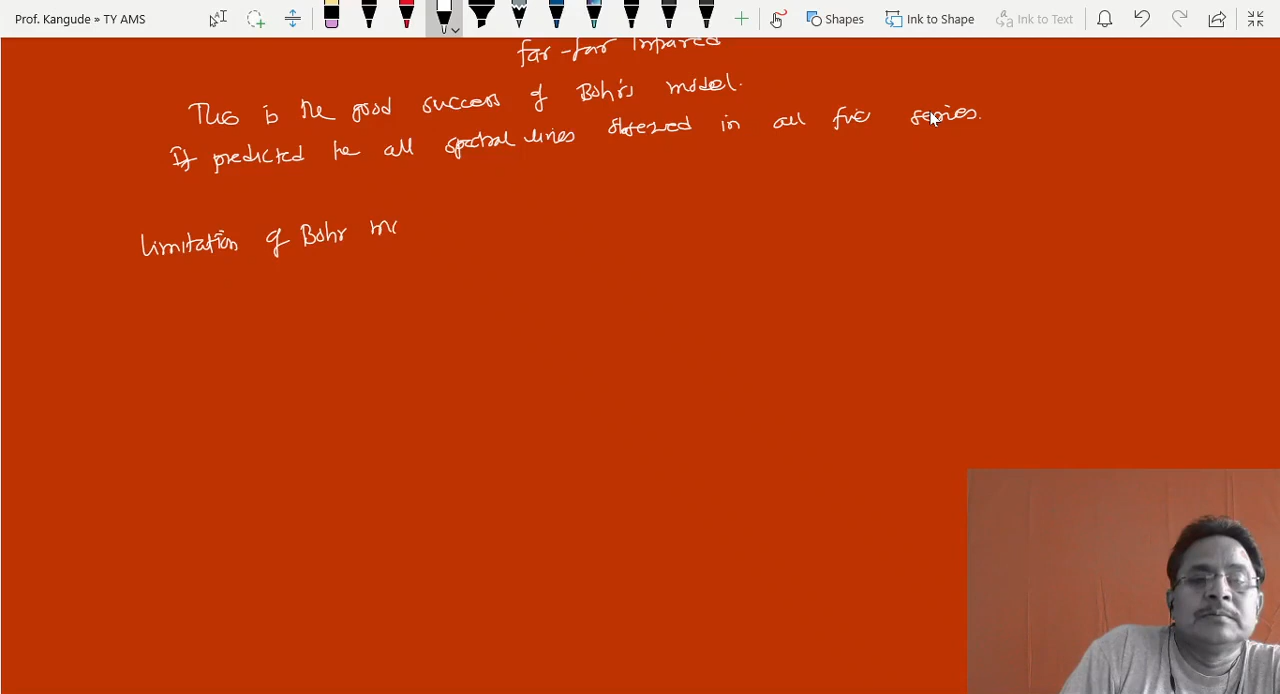 Prof. Kangude » TY AMS
Shapes
Ink to Shape
Ink to Text
far-far Infrared
This is the good success of Bohr's model.
It predicted the all spectral lines observed in all five series.
Limitation of Bohr mo